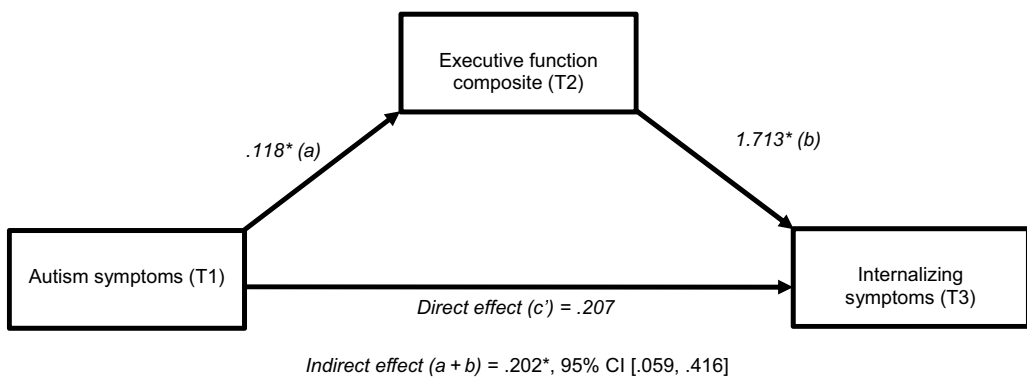 Executive function
composite (T2)
.118* (a)
1.713* (b)
Autism symptoms (T1)
Internalizing
symptoms (T3)
Direct effect (c’) = .207
Indirect effect (a + b) = .202*, 95% CI [.059, .416]